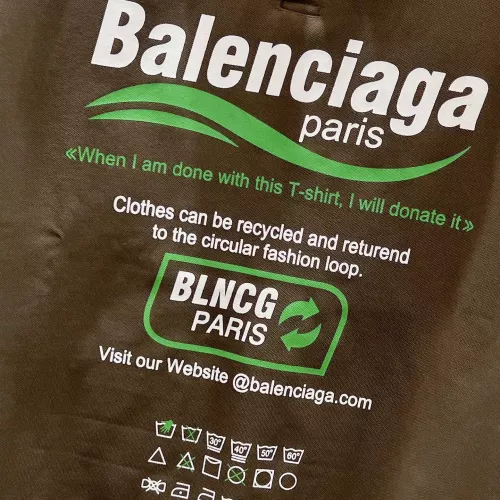 Balenciaga
paris
«When I am done with this T-shirt, I will donate it»
Clothes can be recycled and returend
to the circular fashion loop.
BLNCG
PARIS
Visit our Website @balenciaga.com
30° 40° 50° 60°